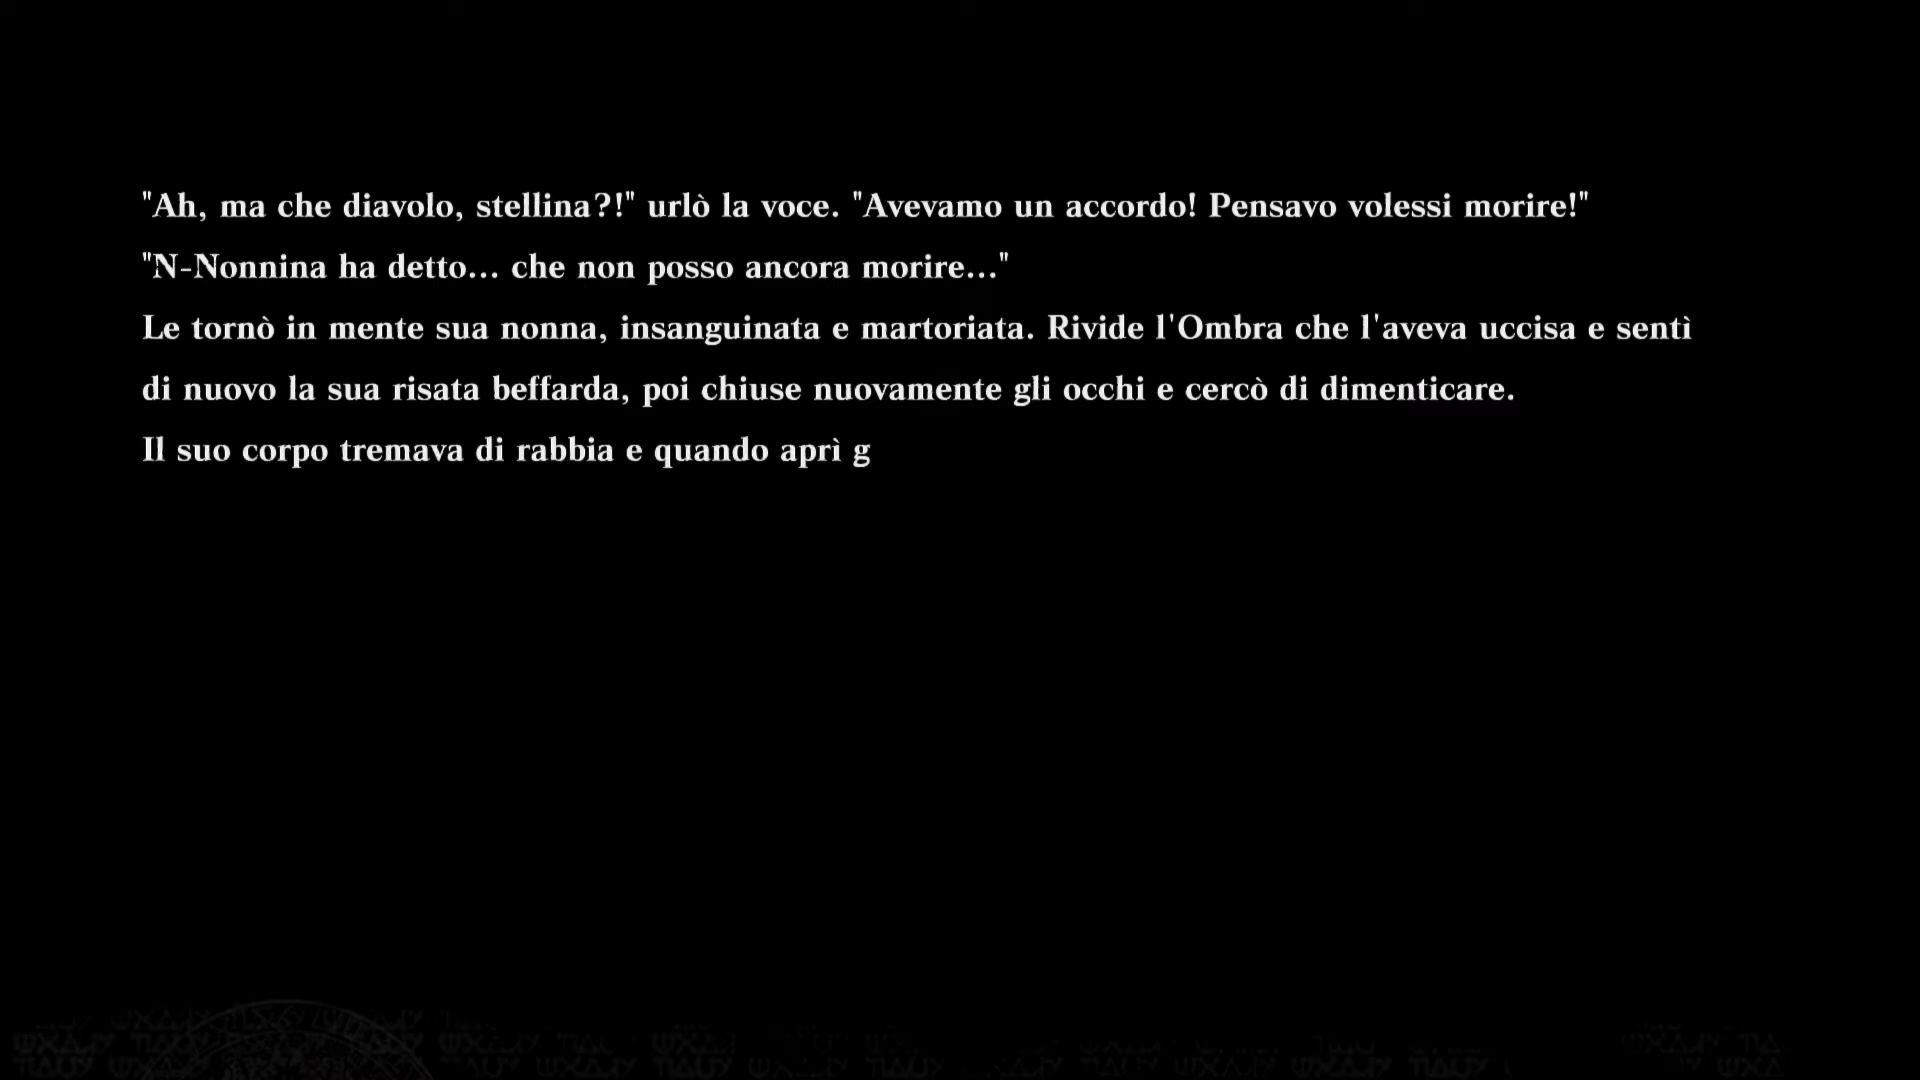 "Ah, ma che diavolo, stellina?!" urlò la voce. "Avevamo un accordo! Pensavo volessi morire!"
"N-Nonnina ha detto... che non posso ancora morire..."
Le tornò in mente sua nonna, insanguinata e martoriata. Rivide l'Ombra che l'aveva uccisa e sentì
di nuovo la sua risata beffarda, poi chiuse nuovamente gli occhi e cercò di dimenticare.
Il suo corpo tremava di rabbia e quando aprì g